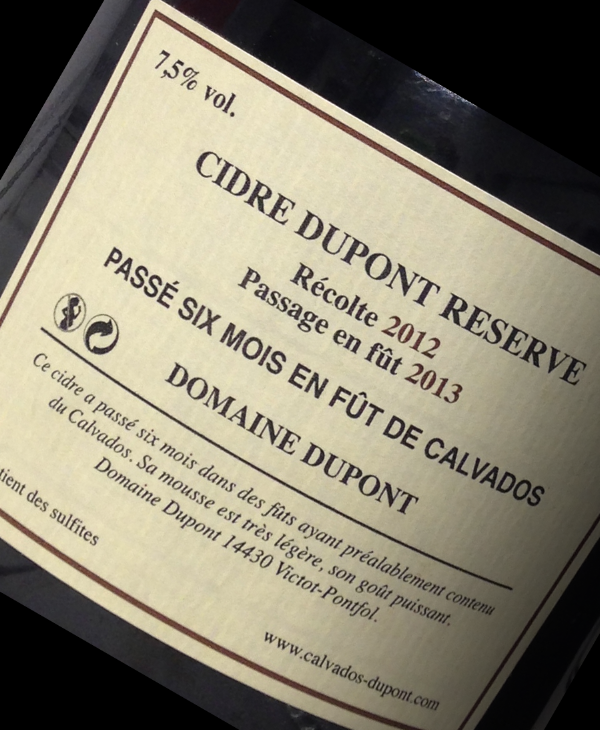 7,5% vol.
CIDRE DUPONT RESERVE
Récolte 2012
Passage en fût 2013
PASSÉ SIX MOIS EN FÛT DE CALVADOS
DOMAINE DUPONT
Ce cidre a passé six mois dans des fûts ayant préalablement contenu
du Calvados. Sa mousse est très légère, son goût puissant.
Domaine Dupont 14430 Victot-Pontfol.
tient des sulfites
www.calvados-dupont.com